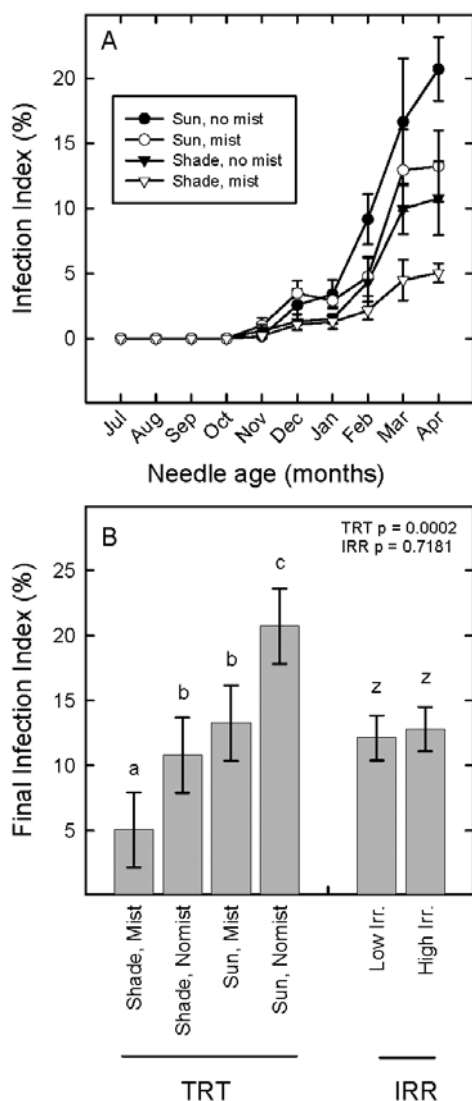 A
Infection Index (%)
20
15
10
5
0
Sun, no mist
Sun, mist
Shade, no mist
Shade, mist
Jul
Aug
Sep
Oct
Nov
Dec
Jan
Feb
Mar
Apr
Needle age (months)
B
TRT p = 0.0002
IRR p = 0.7181
Final Infection Index (%)
25
20
15
10
5
a
b
b
c
z
z
Shade, Mist
Shade, Nomist
Sun, Mist
Sun, Nomist
Low Irr.
High Irr.
TRT
IRR